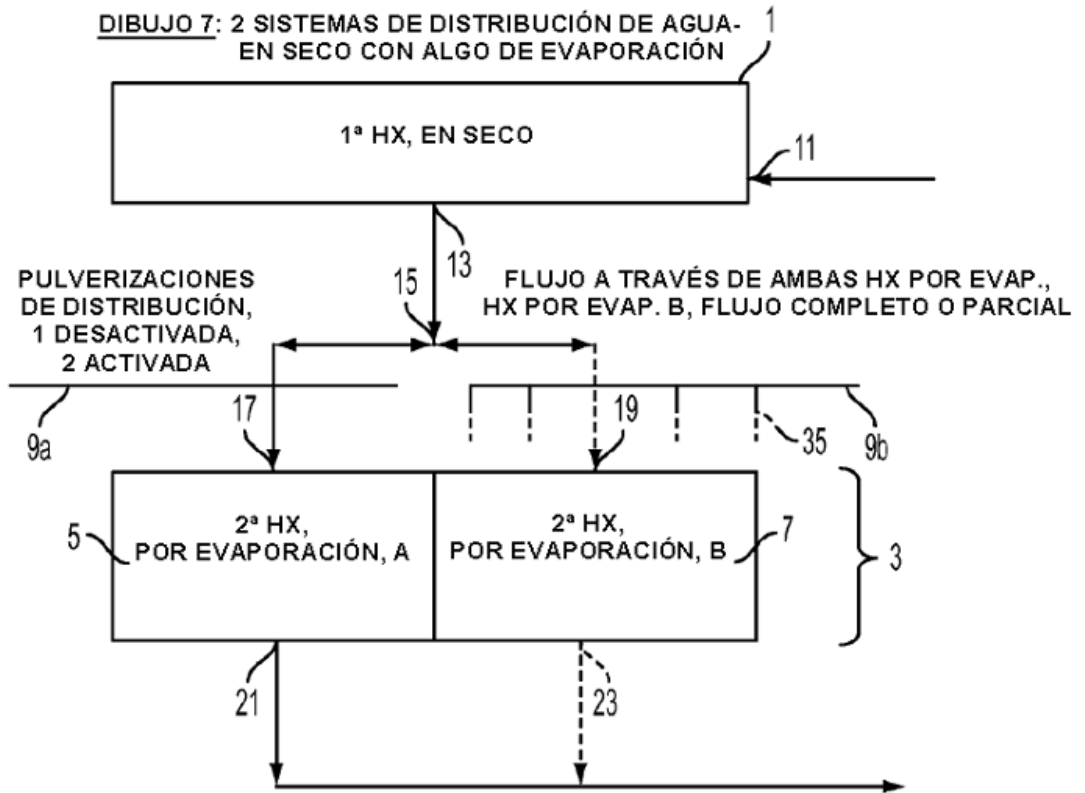 DIBUJO 7: 2 SISTEMAS DE DISTRIBUCIÓN DE AGUA-
EN SECO CON ALGO DE EVAPORACIÓN
1
1ª HX, EN SECO
11
13
PULVERIZACIONES
DE DISTRIBUCIÓN,
1 DESACTIVADA,
2 ACTIVADA
15
FLUJO A TRAVÉS DE AMBAS HX POR EVAP.,
HX POR EVAP. B, FLUJO COMPLETO O PARCIAL
9a
17
19
35
9b
5
2ª HX,
POR EVAPORACIÓN, A
2ª HX,
POR EVAPORACIÓN, B
7
3
21
23